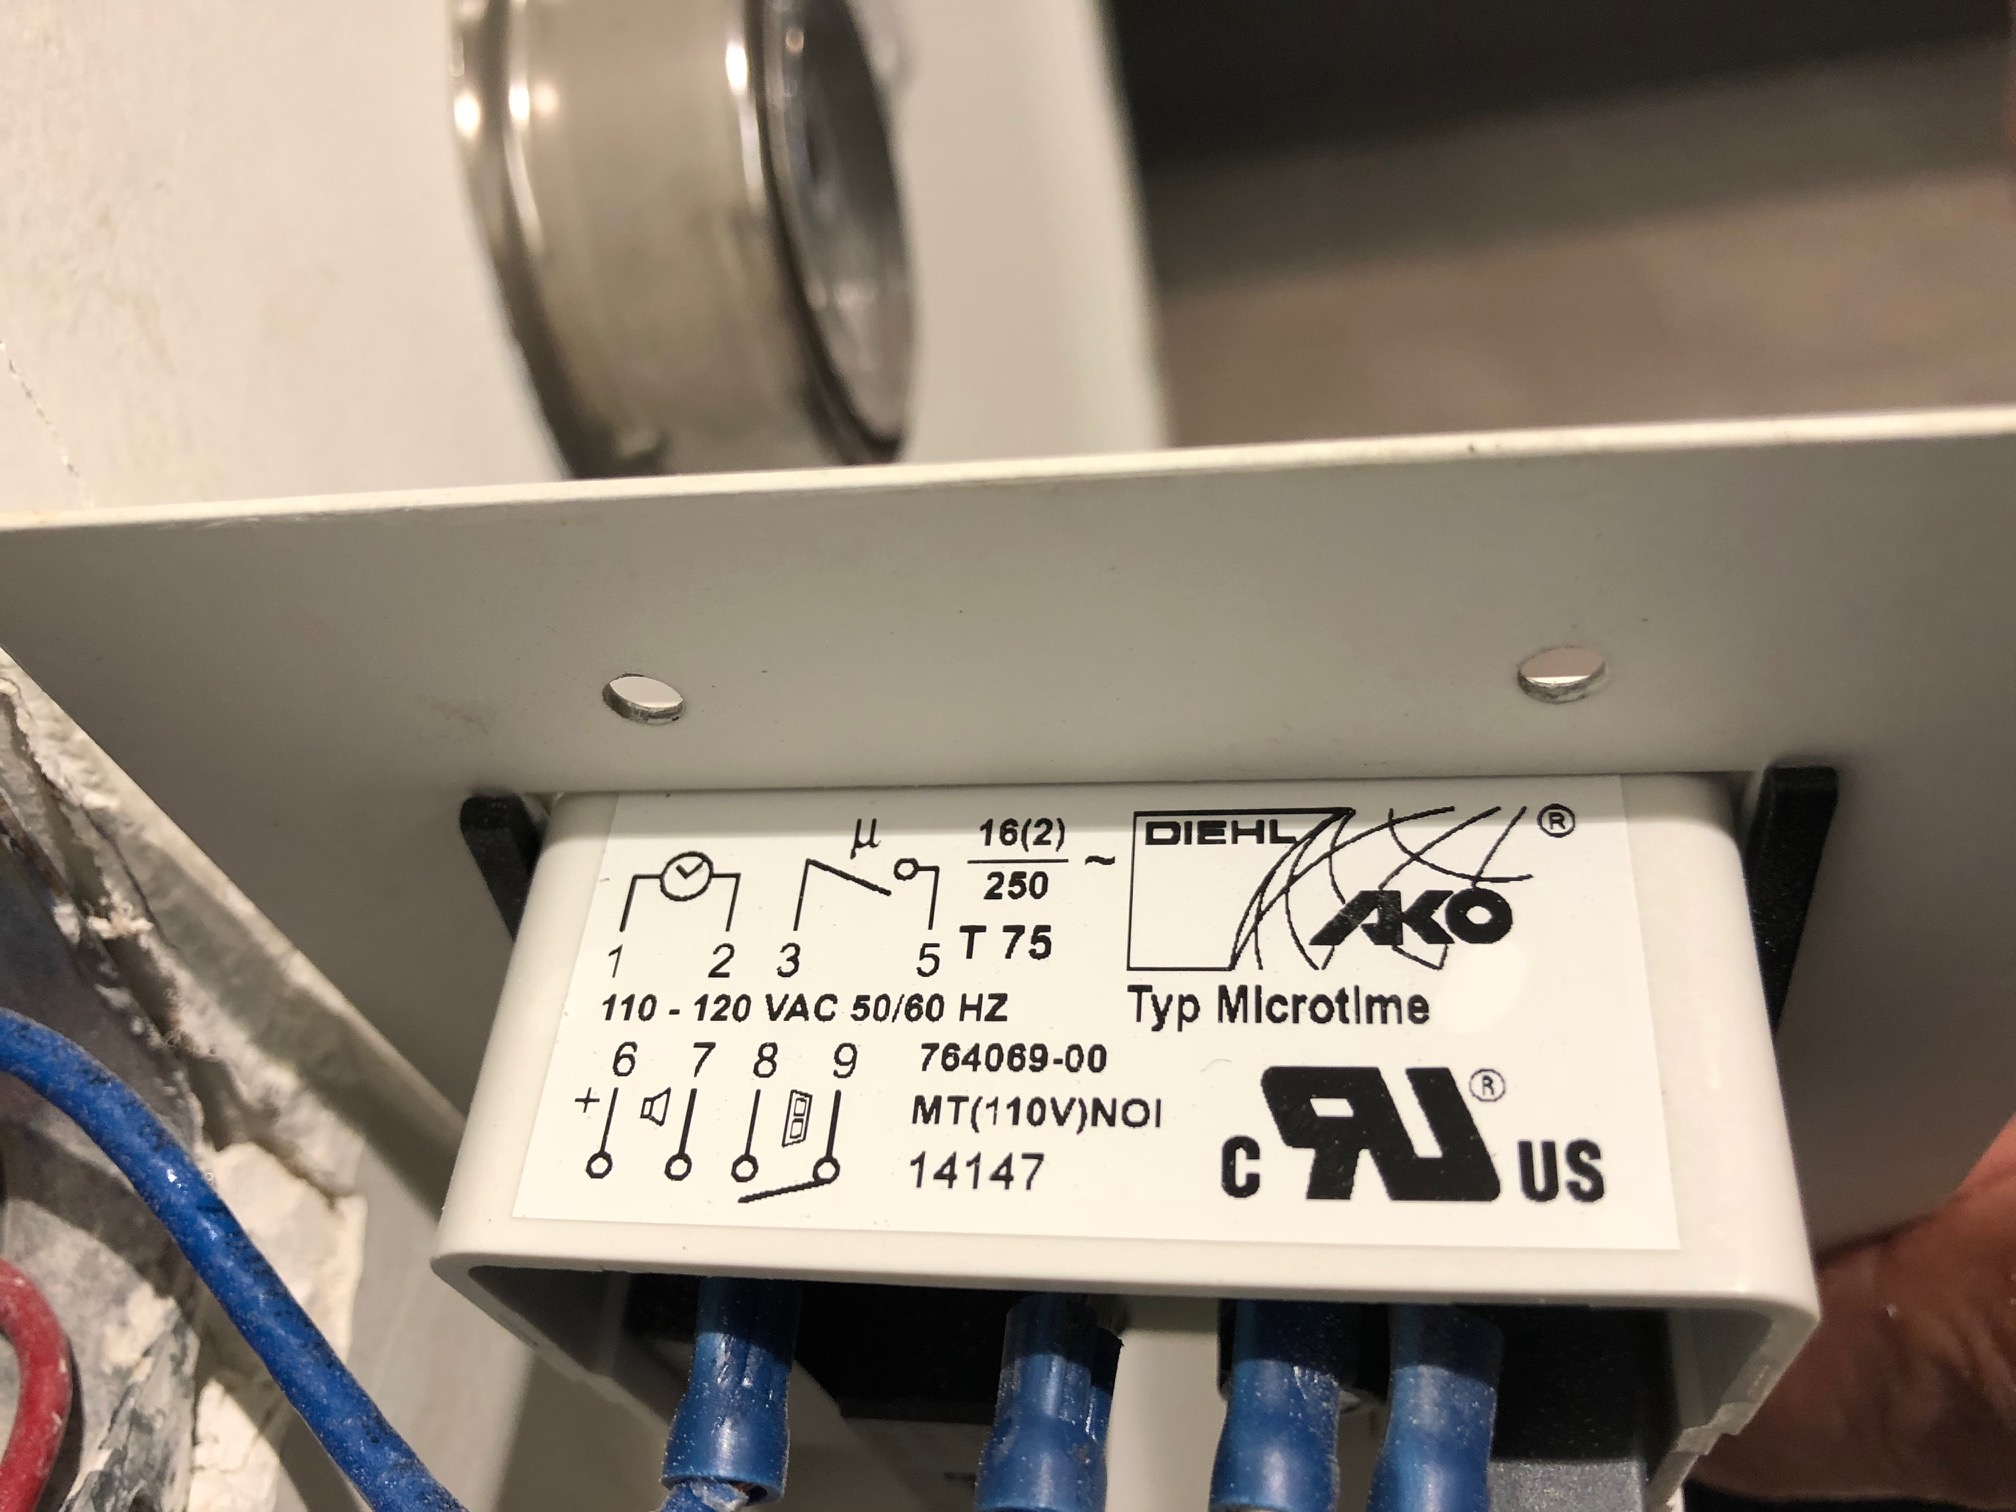 µ
16(2)
250
~
DIEHL
AKO ®
1 2 3 5 T 75
110 - 120 VAC 50/60 HZ
Typ Microtime
6 7 8 9
+
764069-00
MT(110V)NOI
14147
C RU ® US